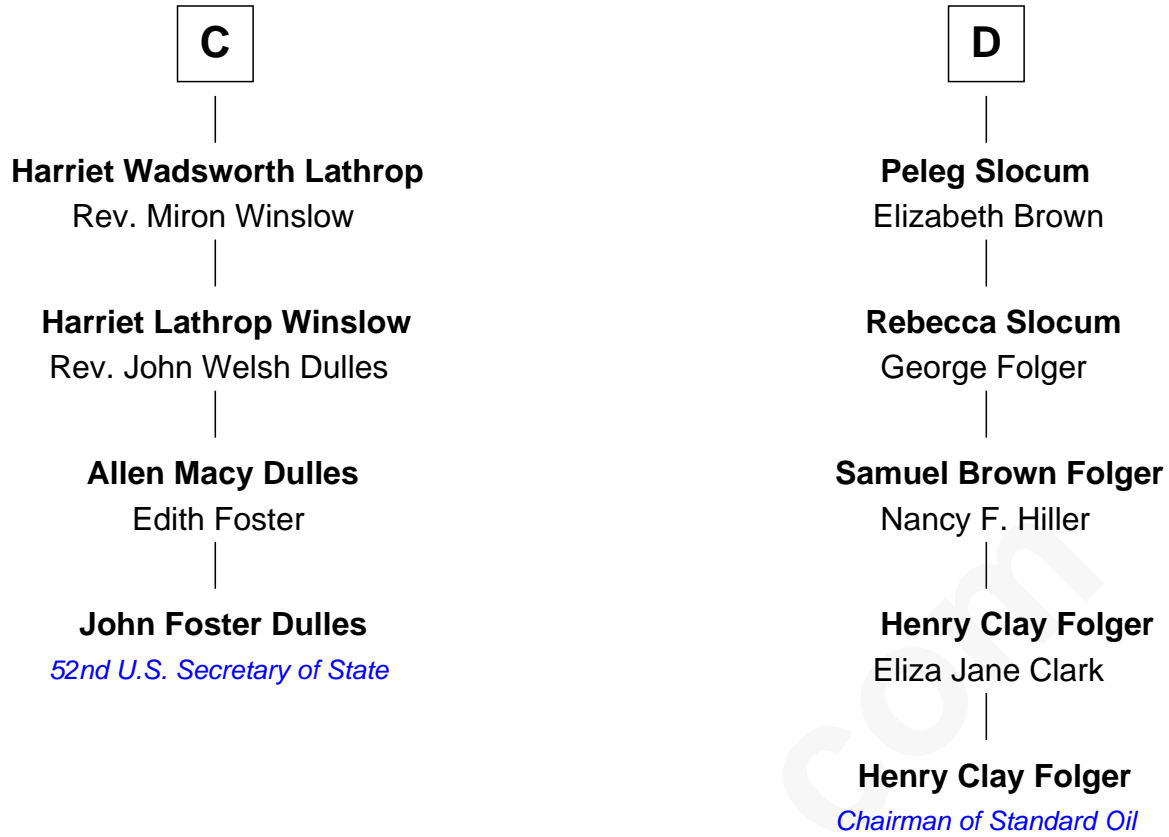 C
Harriet Wadsworth Lathrop
Rev. Miron Winslow
Harriet Lathrop Winslow
Rev. John Welsh Dulles
Allen Macy Dulles
Edith Foster
John Foster Dulles
52nd U.S. Secretary of State
D
Peleg Slocum
Elizabeth Brown
Rebecca Slocum
George Folger
Samuel Brown Folger
Nancy F. Hiller
Henry Clay Folger
Eliza Jane Clark
Henry Clay Folger
Chairman of Standard Oil
com